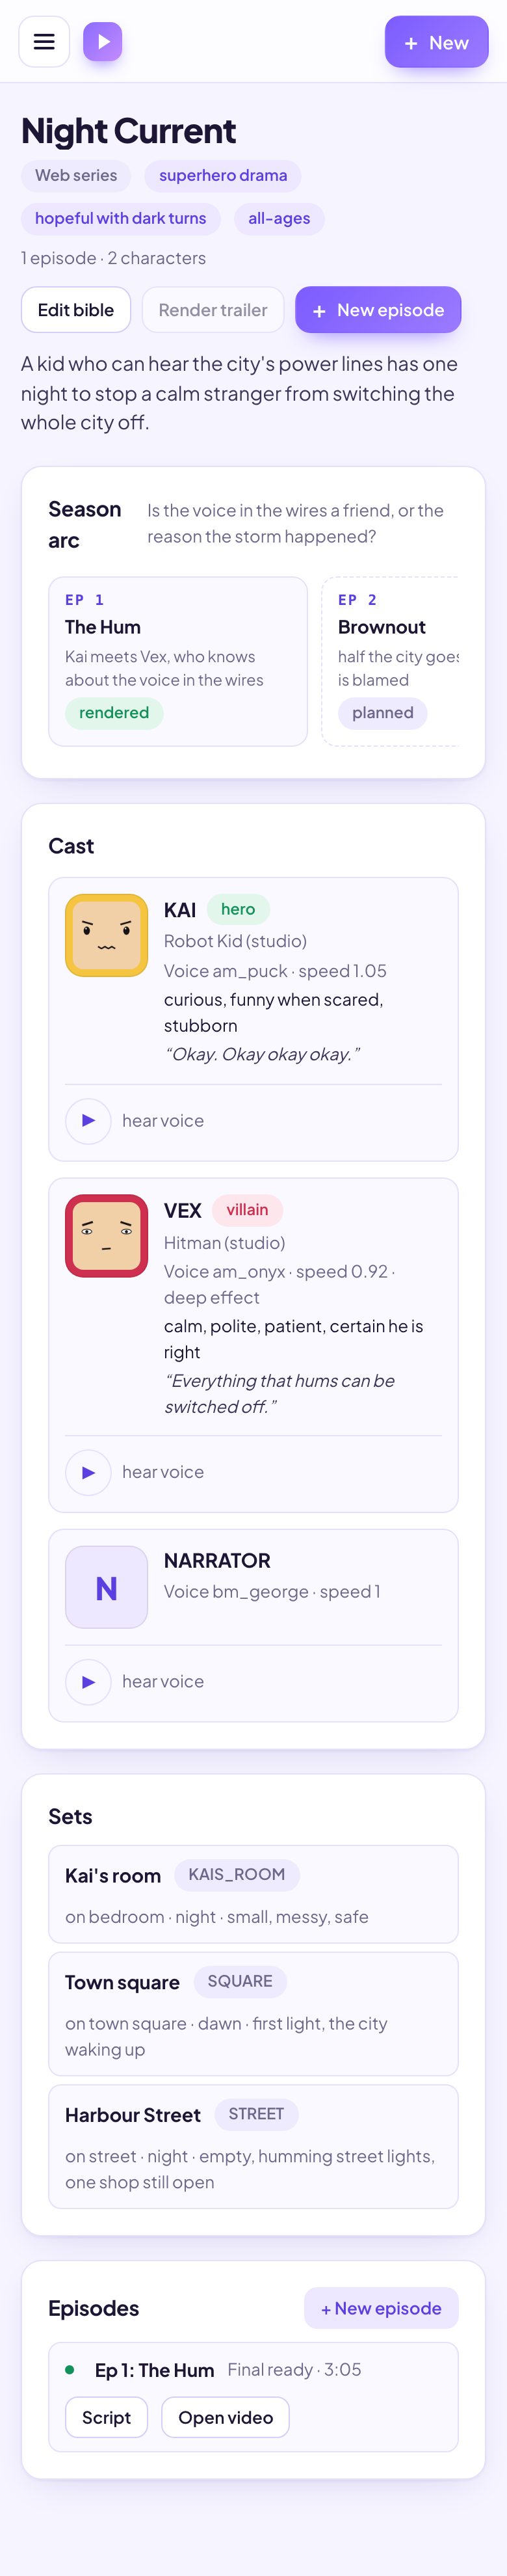 + New
Night Current
Web series
superhero drama
hopeful with dark turns
all-ages
1 episode · 2 characters
Edit bible
Render trailer
+ New episode
A kid who can hear the city's power lines has one
night to stop a calm stranger from switching the
whole city off.
Season
arc
Is the voice in the wires a friend, or the
reason the storm happened?
EP 1
The Hum
Kai meets Vex, who knows
about the voice in the wires
rendered
EP 2
Brownout
half the city goes
is blamed
planned
Cast
KAI hero
Robot Kid (studio)
Voice am_puck · speed 1.05
curious, funny when scared,
stubborn
“Okay. Okay okay okay.”
hear voice
VEX villain
Hitman (studio)
Voice am_onyx · speed 0.92 ·
deep effect
calm, polite, patient, certain he is
right
“Everything that hums can be
switched off.”
hear voice
N
NARRATOR
Voice bm_george · speed 1
hear voice
Sets
Kai's room KAIS_ROOM
on bedroom · night · small, messy, safe
Town square SQUARE
on town square · dawn · first light, the city
waking up
Harbour Street STREET
on street · night · empty, humming street lights,
one shop still open
Episodes
+ New episode
Ep 1: The Hum Final ready · 3:05
Script
Open video